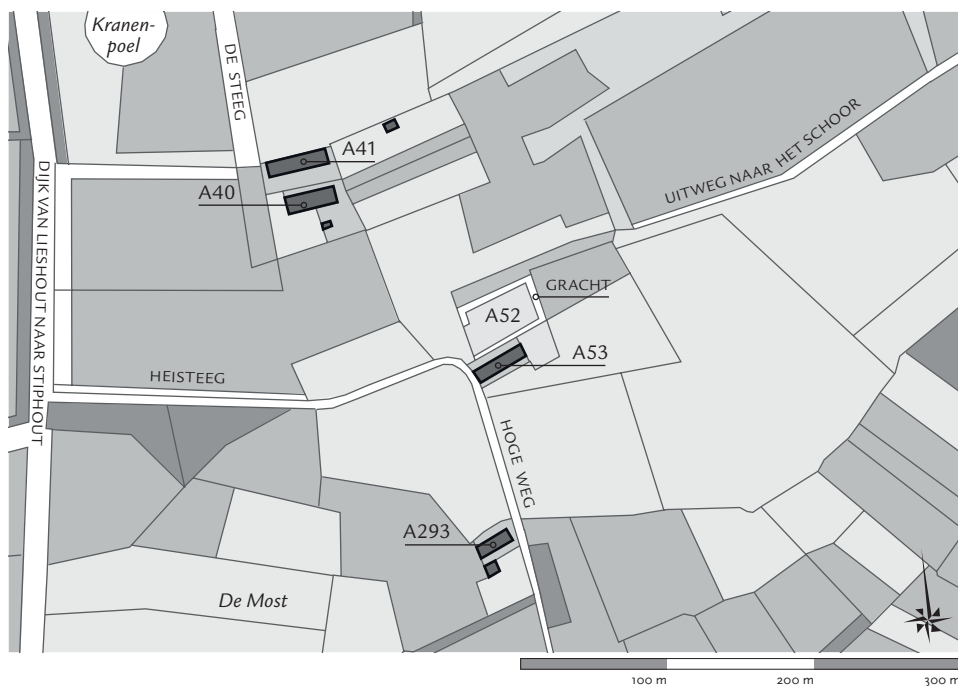 Kranen-
poel
DE STEEG
A41
A40
UITWEG NAAR HET SCHOOR
DIJK VAN LIESHOUT NAAR STIPHOUT
GRACHT
A52
A53
HEISTEEG
HOGE WEG
A293
De Most
100 m
200 m
300 m